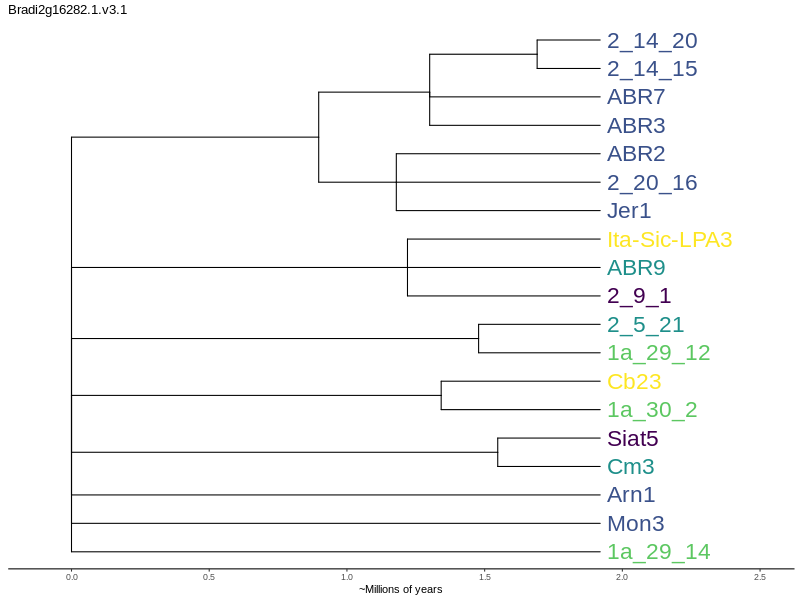 Bradi2g16282.1.v3.1
2_14_20
2_14_15
ABR7
ABR3
ABR2
2_20_16
Jer1
Ita-Sic-LPA3
ABR9
2_9_1
2_5_21
1a_29_12
Cb23
1a_30_2
Siat5
Cm3
Arn1
Mon3
1a_29_14
0.0 0.5 1.0 1.5 2.0 2.5
~Millions of years